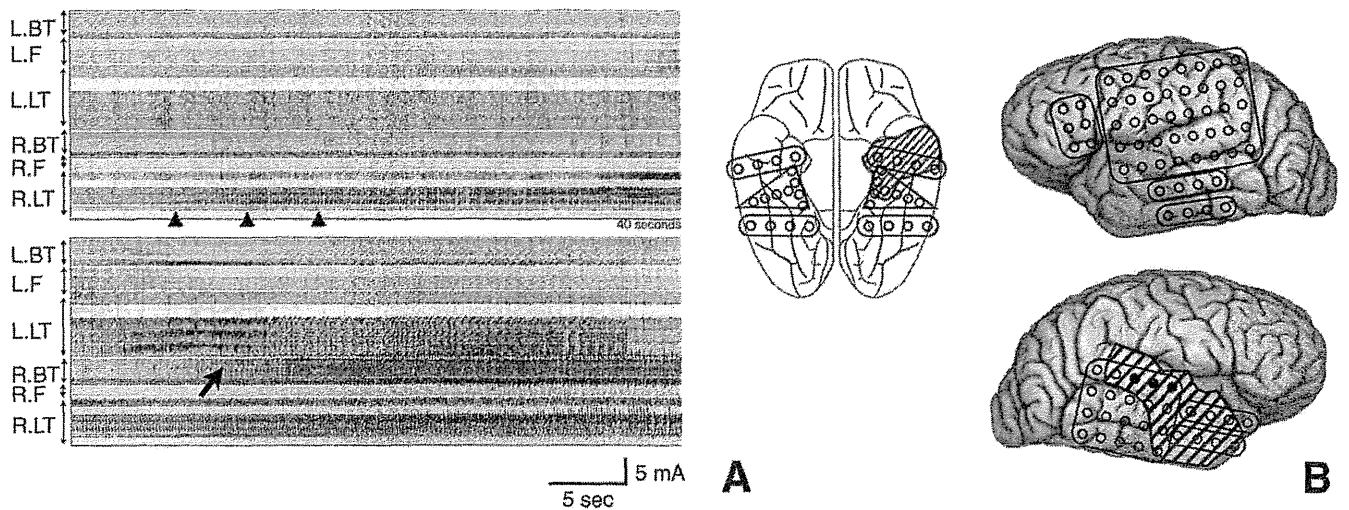 L.BT
L.F
L.LT
R.BT
R.F
R.LT
40 seconds
L.BT
L.F
L.LT
R.BT
R.F
R.LT
5 mA
5 sec
A
B